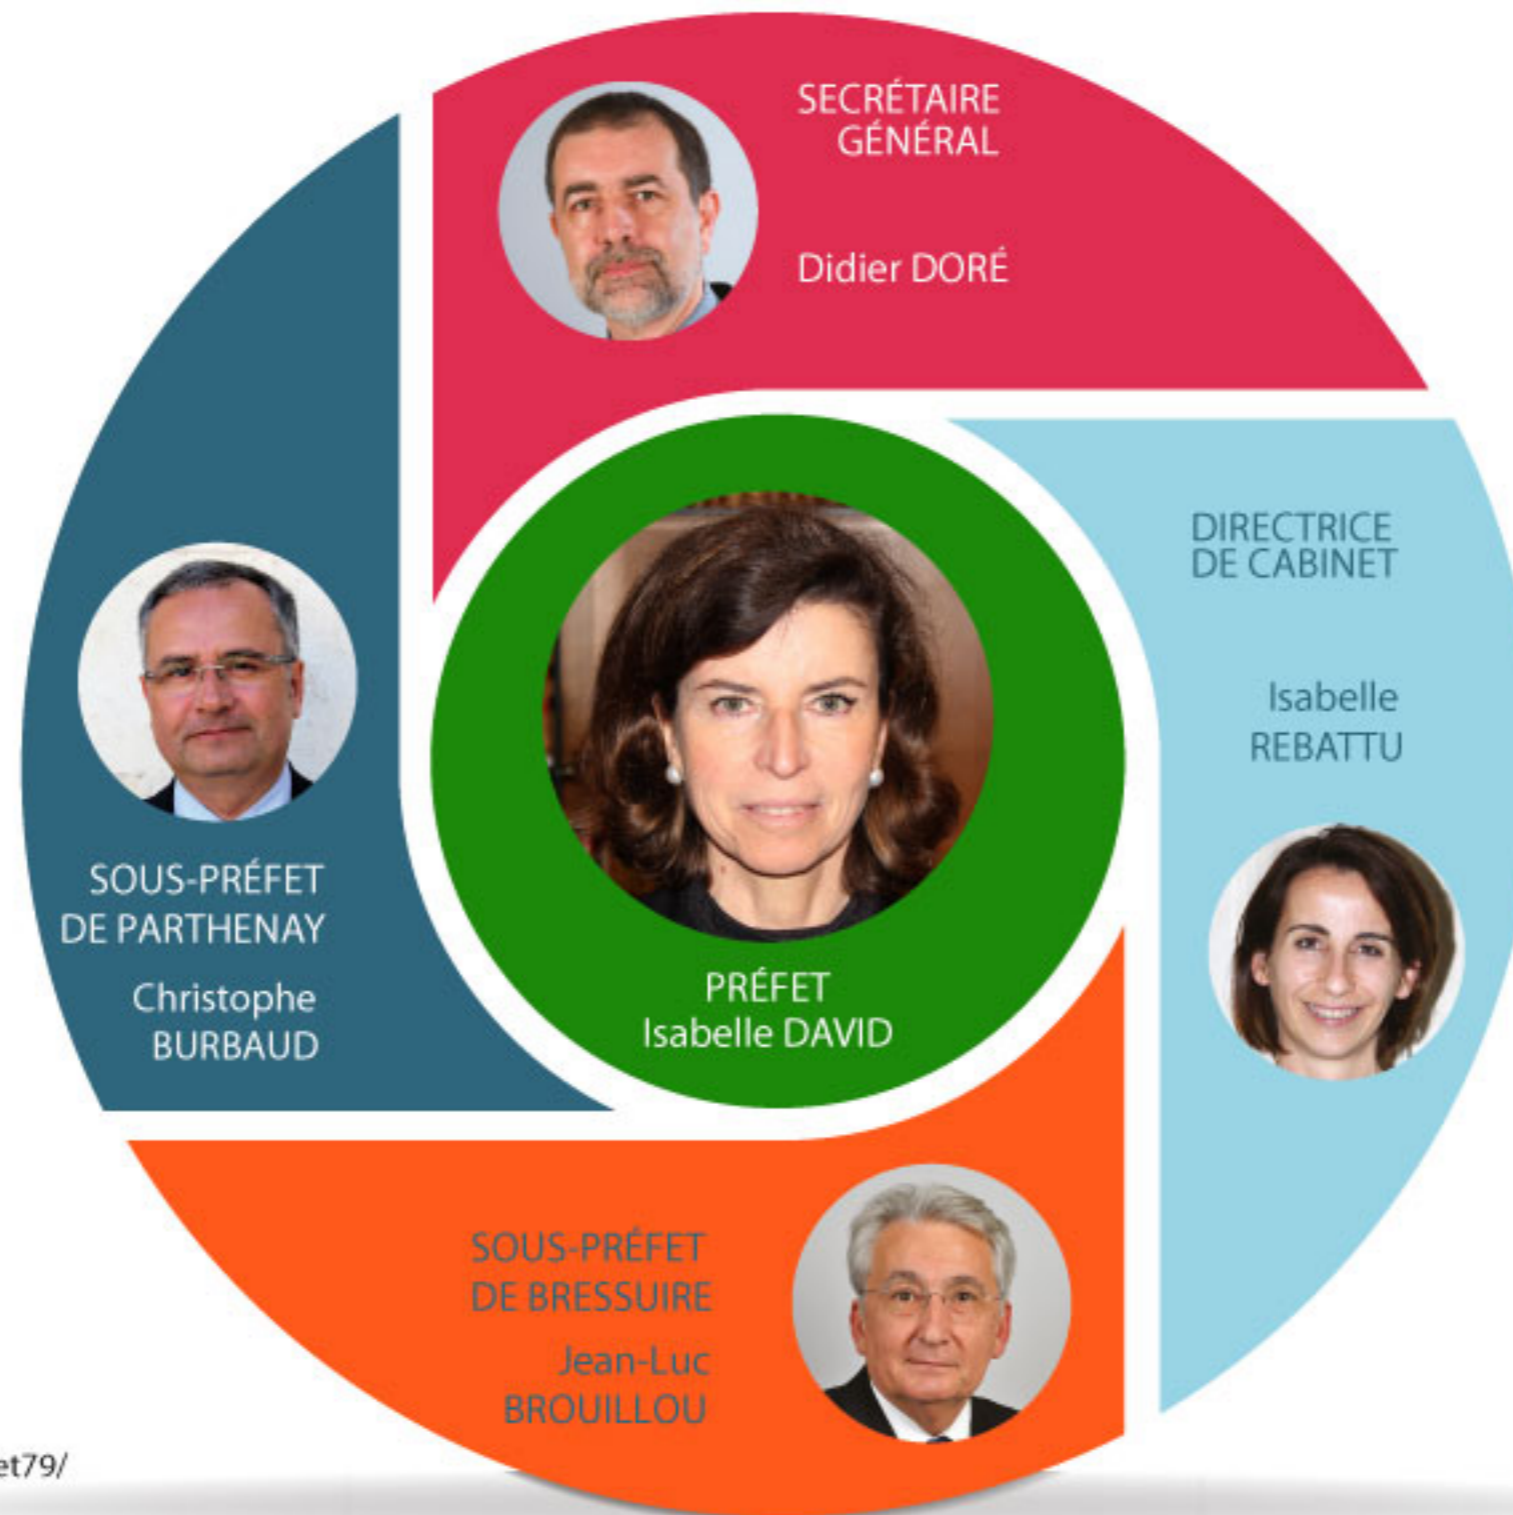 SECRÉTAIRE
GÉNÉRAL
Didier DORÉ
DIRECTRICE
DE CABINET
Isabelle
REBATTU
SOUS-PRÉFET
DE PARTHENAY
Christophe
BURBAUD
PRÉFET
Isabelle DAVID
SOUS-PRÉFET
DE BRESSUIRE
Jean-Luc
BROUILLOU
et79/